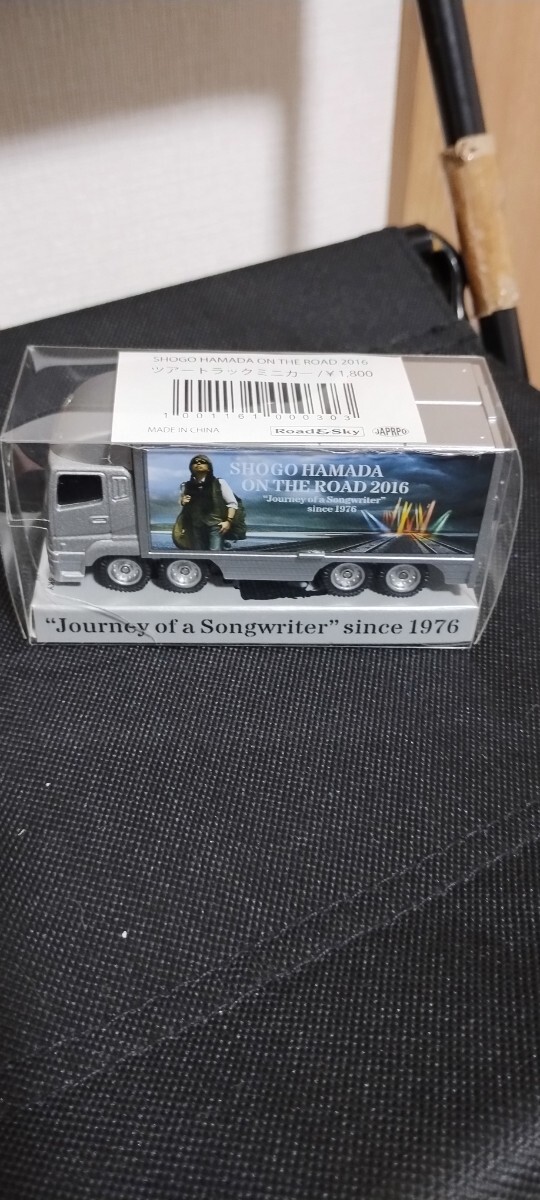 SHOGO HAMADA ON THE ROAD 2016
ツアートラックミニカー/¥1,800
1001161000303
MADE IN CHINA Road&Sky JAPRPO
SHOGO HAMADA
ON THE ROAD 2016
"Journey of a Songwriter"
since 1976
"Journey of a Songwriter" since 1976